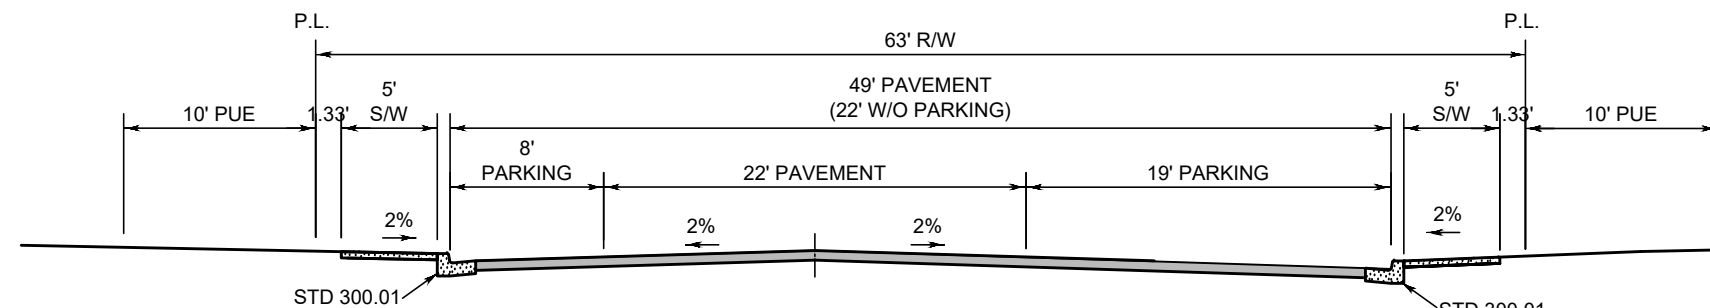 P.L.
P.L.
63' R/W
49' PAVEMENT
(22' W/O PARKING)
5'
S/W
5'
S/W
10' PUE
1.33'
1.33'
10' PUE
8'
PARKING
22' PAVEMENT
19' PARKING
2%
2%
2%
2%
STD 300.01
STD 300.01